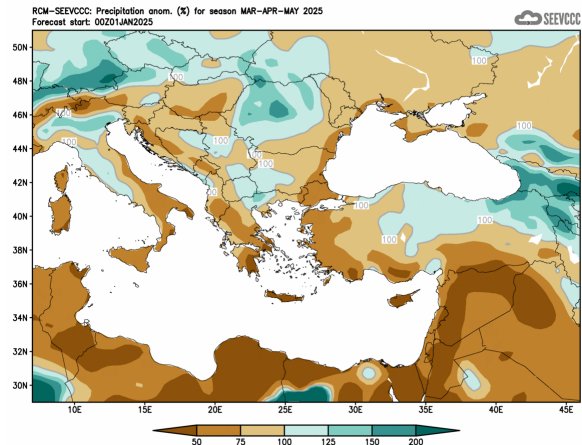 RCM-SEEVCCC: Precipitation anom. (%) for season MAR-APR-MAY 2025
Forecast start: 00Z01JAN2025
SEEVCCC
50N
48N
46N
44N
42N
40N
38N
36N
34N
32N
30N
100
100
100
100
100
100
100
100
100
100
100
10E 15E 20E 25E 30E 35E 40E 45E
50 75 100 125 150 200